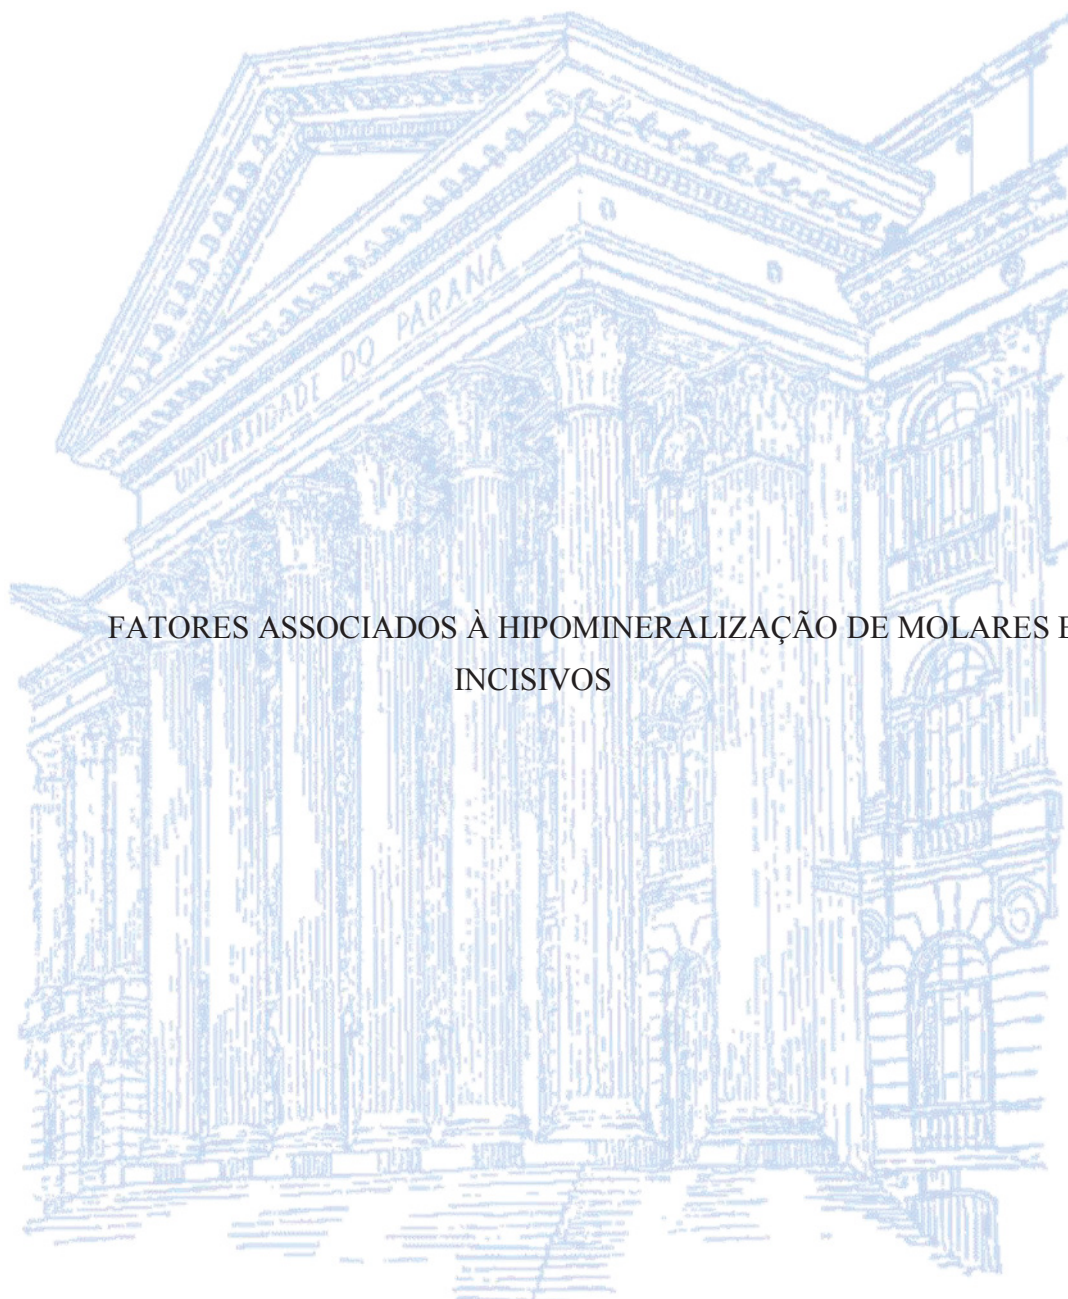 UNIVERSIDADE DO PARANÁ
FATORES ASSOCIADOS À HIPOMINERALIZAÇÃO DE MOLARES E
INCISIVOS